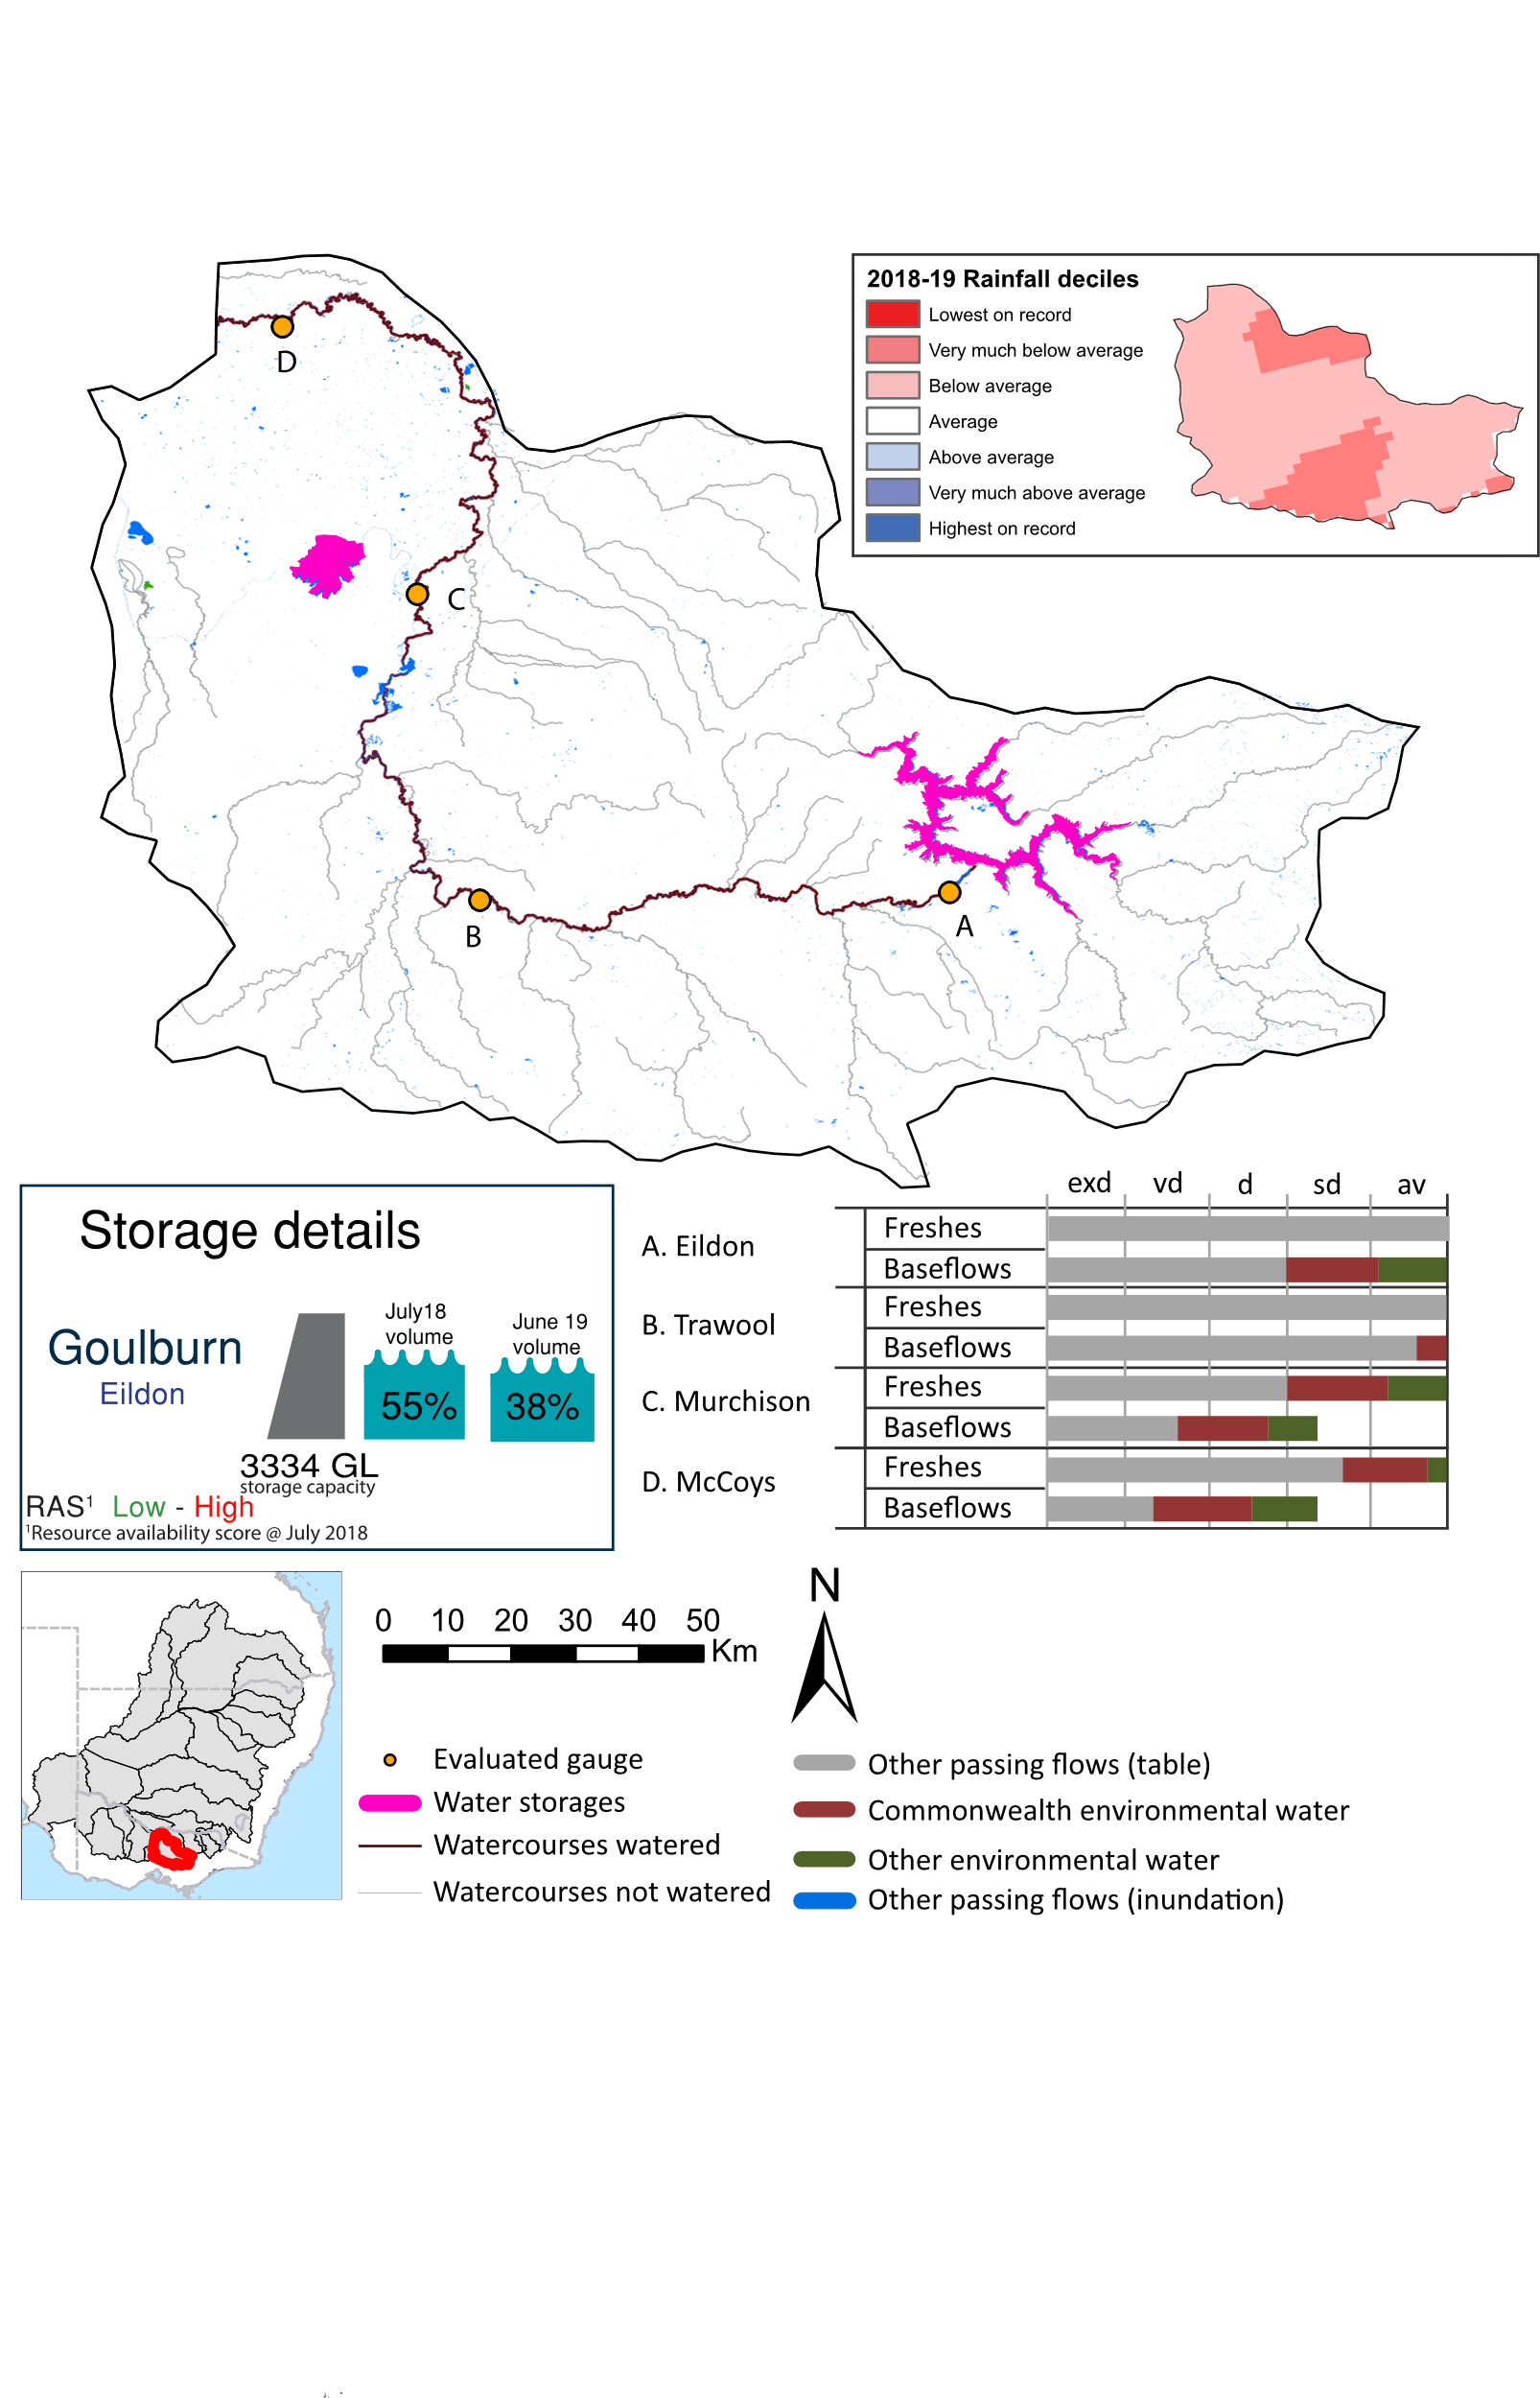 2018-19 Rainfall deciles
Lowest on record
Very much below average
Below average
Average
Above average
Very much above average
Highest on record
D
C
B
A
Storage details
Goulburn
Eildon
3334 GL
storage capacity
July18
volume
55%
June 19
volume
38%
RAS¹ Low - High
¹Resource availability score @ July 2018
exd vd d sd av
A. Eildon
Freshes
Baseflows
B. Trawool
Freshes
Baseflows
C. Murchison
Freshes
Baseflows
D. McCoys
Freshes
Baseflows
0 10 20 30 40 50
Km
N
Evaluated gauge
Water storages
Watercourses watered
Watercourses not watered
Other passing flows (table)
Commonwealth environmental water
Other environmental water
Other passing flows (inundation)